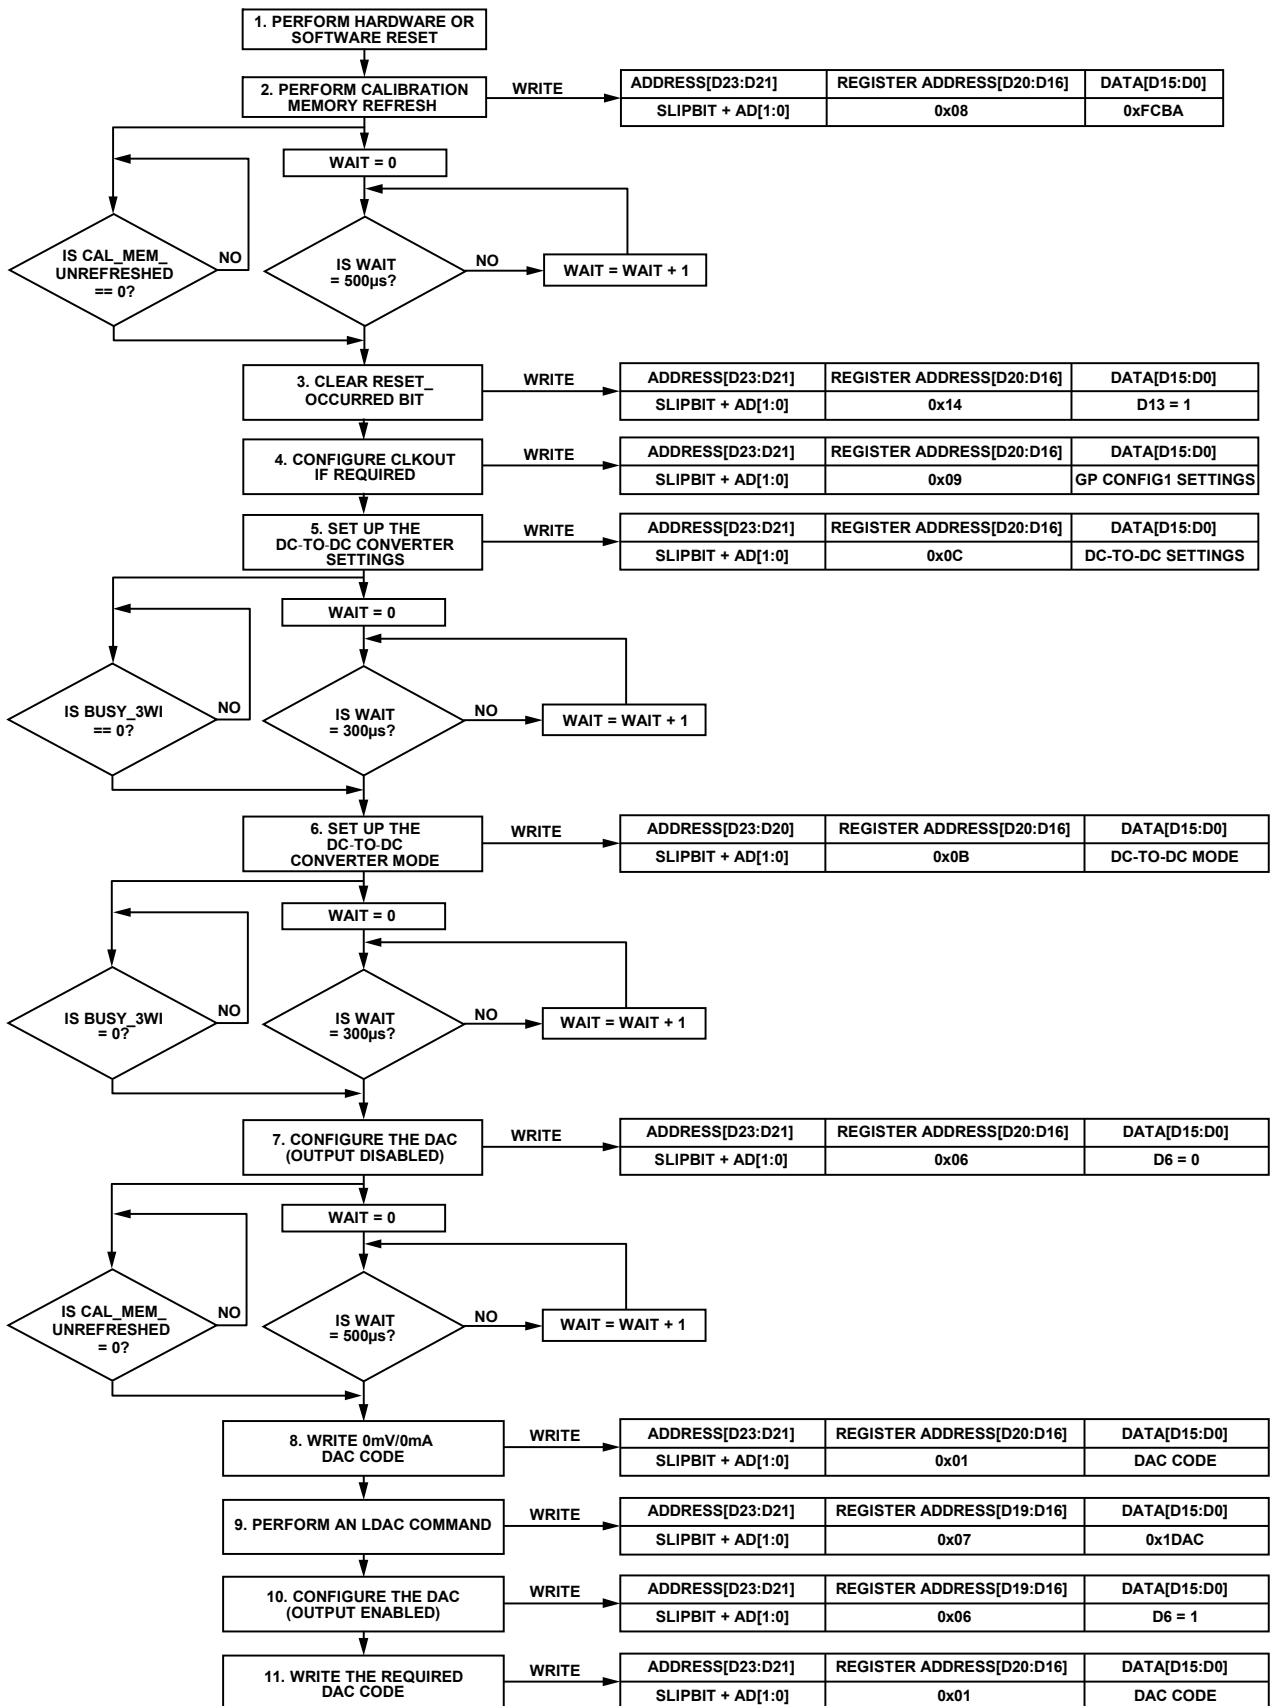 1. PERFORM HARDWARE OR
SOFTWARE RESET
2. PERFORM CALIBRATION
MEMORY REFRESH
WRITE
ADDRESS[D23:D21] REGISTER ADDRESS[D20:D16] DATA[D15:D0]
SLIPBIT + AD[1:0] 0x08 0xFCBA
WAIT = 0
IS CAL_MEM_
UNREFRESHED
== 0?
NO
IS WAIT
= 500µs?
NO
WAIT = WAIT + 1
3. CLEAR RESET_
OCCURRED BIT
WRITE
ADDRESS[D23:D21] REGISTER ADDRESS[D20:D16] DATA[D15:D0]
SLIPBIT + AD[1:0] 0x14 D13 = 1
4. CONFIGURE CLKOUT
IF REQUIRED
WRITE
ADDRESS[D23:D21] REGISTER ADDRESS[D20:D16] DATA[D15:D0]
SLIPBIT + AD[1:0] 0x09 GP CONFIG1 SETTINGS
5. SET UP THE
DC-TO-DC CONVERTER
SETTINGS
WRITE
ADDRESS[D23:D21] REGISTER ADDRESS[D20:D16] DATA[D15:D0]
SLIPBIT + AD[1:0] 0x0C DC-TO-DC SETTINGS
WAIT = 0
IS BUSY_3WI
== 0?
NO
IS WAIT
= 300µs?
NO
WAIT = WAIT + 1
6. SET UP THE
DC-TO-DC
CONVERTER MODE
WRITE
ADDRESS[D23:D20] REGISTER ADDRESS[D20:D16] DATA[D15:D0]
SLIPBIT + AD[1:0] 0x0B DC-TO-DC MODE
WAIT = 0
IS BUSY_3WI
= 0?
NO
IS WAIT
= 300µs?
NO
WAIT = WAIT + 1
7. CONFIGURE THE DAC
(OUTPUT DISABLED)
WRITE
ADDRESS[D23:D21] REGISTER ADDRESS[D20:D16] DATA[D15:D0]
SLIPBIT + AD[1:0] 0x06 D6 = 0
WAIT = 0
IS CAL_MEM_
UNREFRESHED
= 0?
NO
IS WAIT
= 500µs?
NO
WAIT = WAIT + 1
8. WRITE 0mV/0mA
DAC CODE
WRITE
ADDRESS[D23:D21] REGISTER ADDRESS[D20:D16] DATA[D15:D0]
SLIPBIT + AD[1:0] 0x01 DAC CODE
9. PERFORM AN LDAC COMMAND
WRITE
ADDRESS[D23:D21] REGISTER ADDRESS[D19:D16] DATA[D15:D0]
SLIPBIT + AD[1:0] 0x07 0x1DAC
10. CONFIGURE THE DAC
(OUTPUT ENABLED)
WRITE
ADDRESS[D23:D21] REGISTER ADDRESS[D19:D16] DATA[D15:D0]
SLIPBIT + AD[1:0] 0x06 D6 = 1
11. WRITE THE REQUIRED
DAC CODE
WRITE
ADDRESS[D23:D21] REGISTER ADDRESS[D20:D16] DATA[D15:D0]
SLIPBIT + AD[1:0] 0x01 DAC CODE